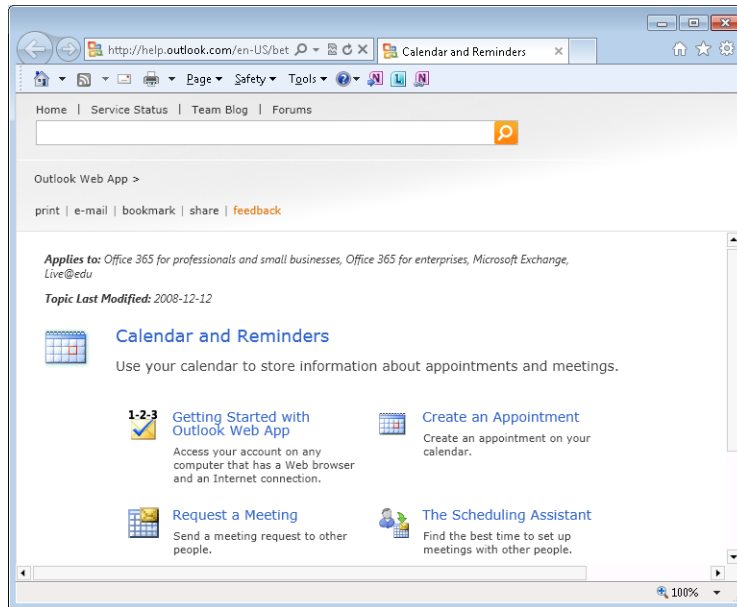 http://help.outlook.com/en-US/bet
Calendar and Reminders
Page Safety Tools
Home | Service Status | Team Blog | Forums
Outlook Web App >
print | e-mail | bookmark | share | feedback
Applies to: Office 365 for professionals and small businesses, Office 365 for enterprises, Microsoft Exchange,
Live@edu
Topic Last Modified: 2008-12-12
Calendar and Reminders
Use your calendar to store information about appointments and meetings.
1-2-3
Getting Started with
Outlook Web App
Access your account on any
computer that has a Web browser
and an Internet connection.
Create an Appointment
Create an appointment on your
calendar.
Request a Meeting
Send a meeting request to other
people.
The Scheduling Assistant
Find the best time to set up
meetings with other people.
100%